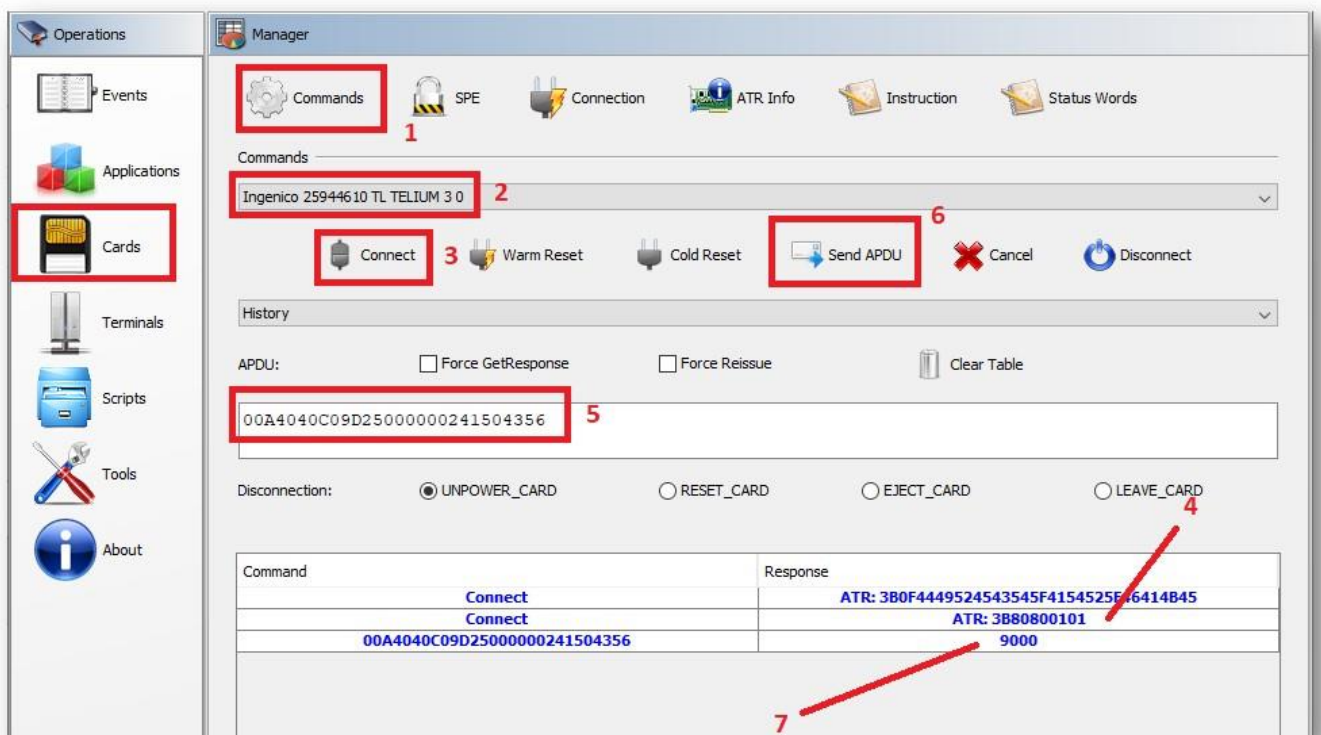 Operations
Manager
Events
Applications
Cards
Terminals
Scripts
Tools
About
Commands
SPE
Connection
ATR Info
Instruction
Status Words
1
Commands
Ingenico 25944610 TL TELIUM 3 0
2
Connect
3
Warm Reset
Cold Reset
Send APDU
6
Cancel
Disconnect
History
APDU:
Force GetResponse
Force Reissue
Clear Table
00A4040C09D25000000241504356
5
Disconnection:
UNPOWER_CARD
RESET_CARD
EJECT_CARD
LEAVE_CARD
4
Command
Response
Connect
ATR: 3B0F4449524543545F4154525F46414B45
Connect
ATR: 3B80800101
00A4040C09D25000000241504356
9000
7